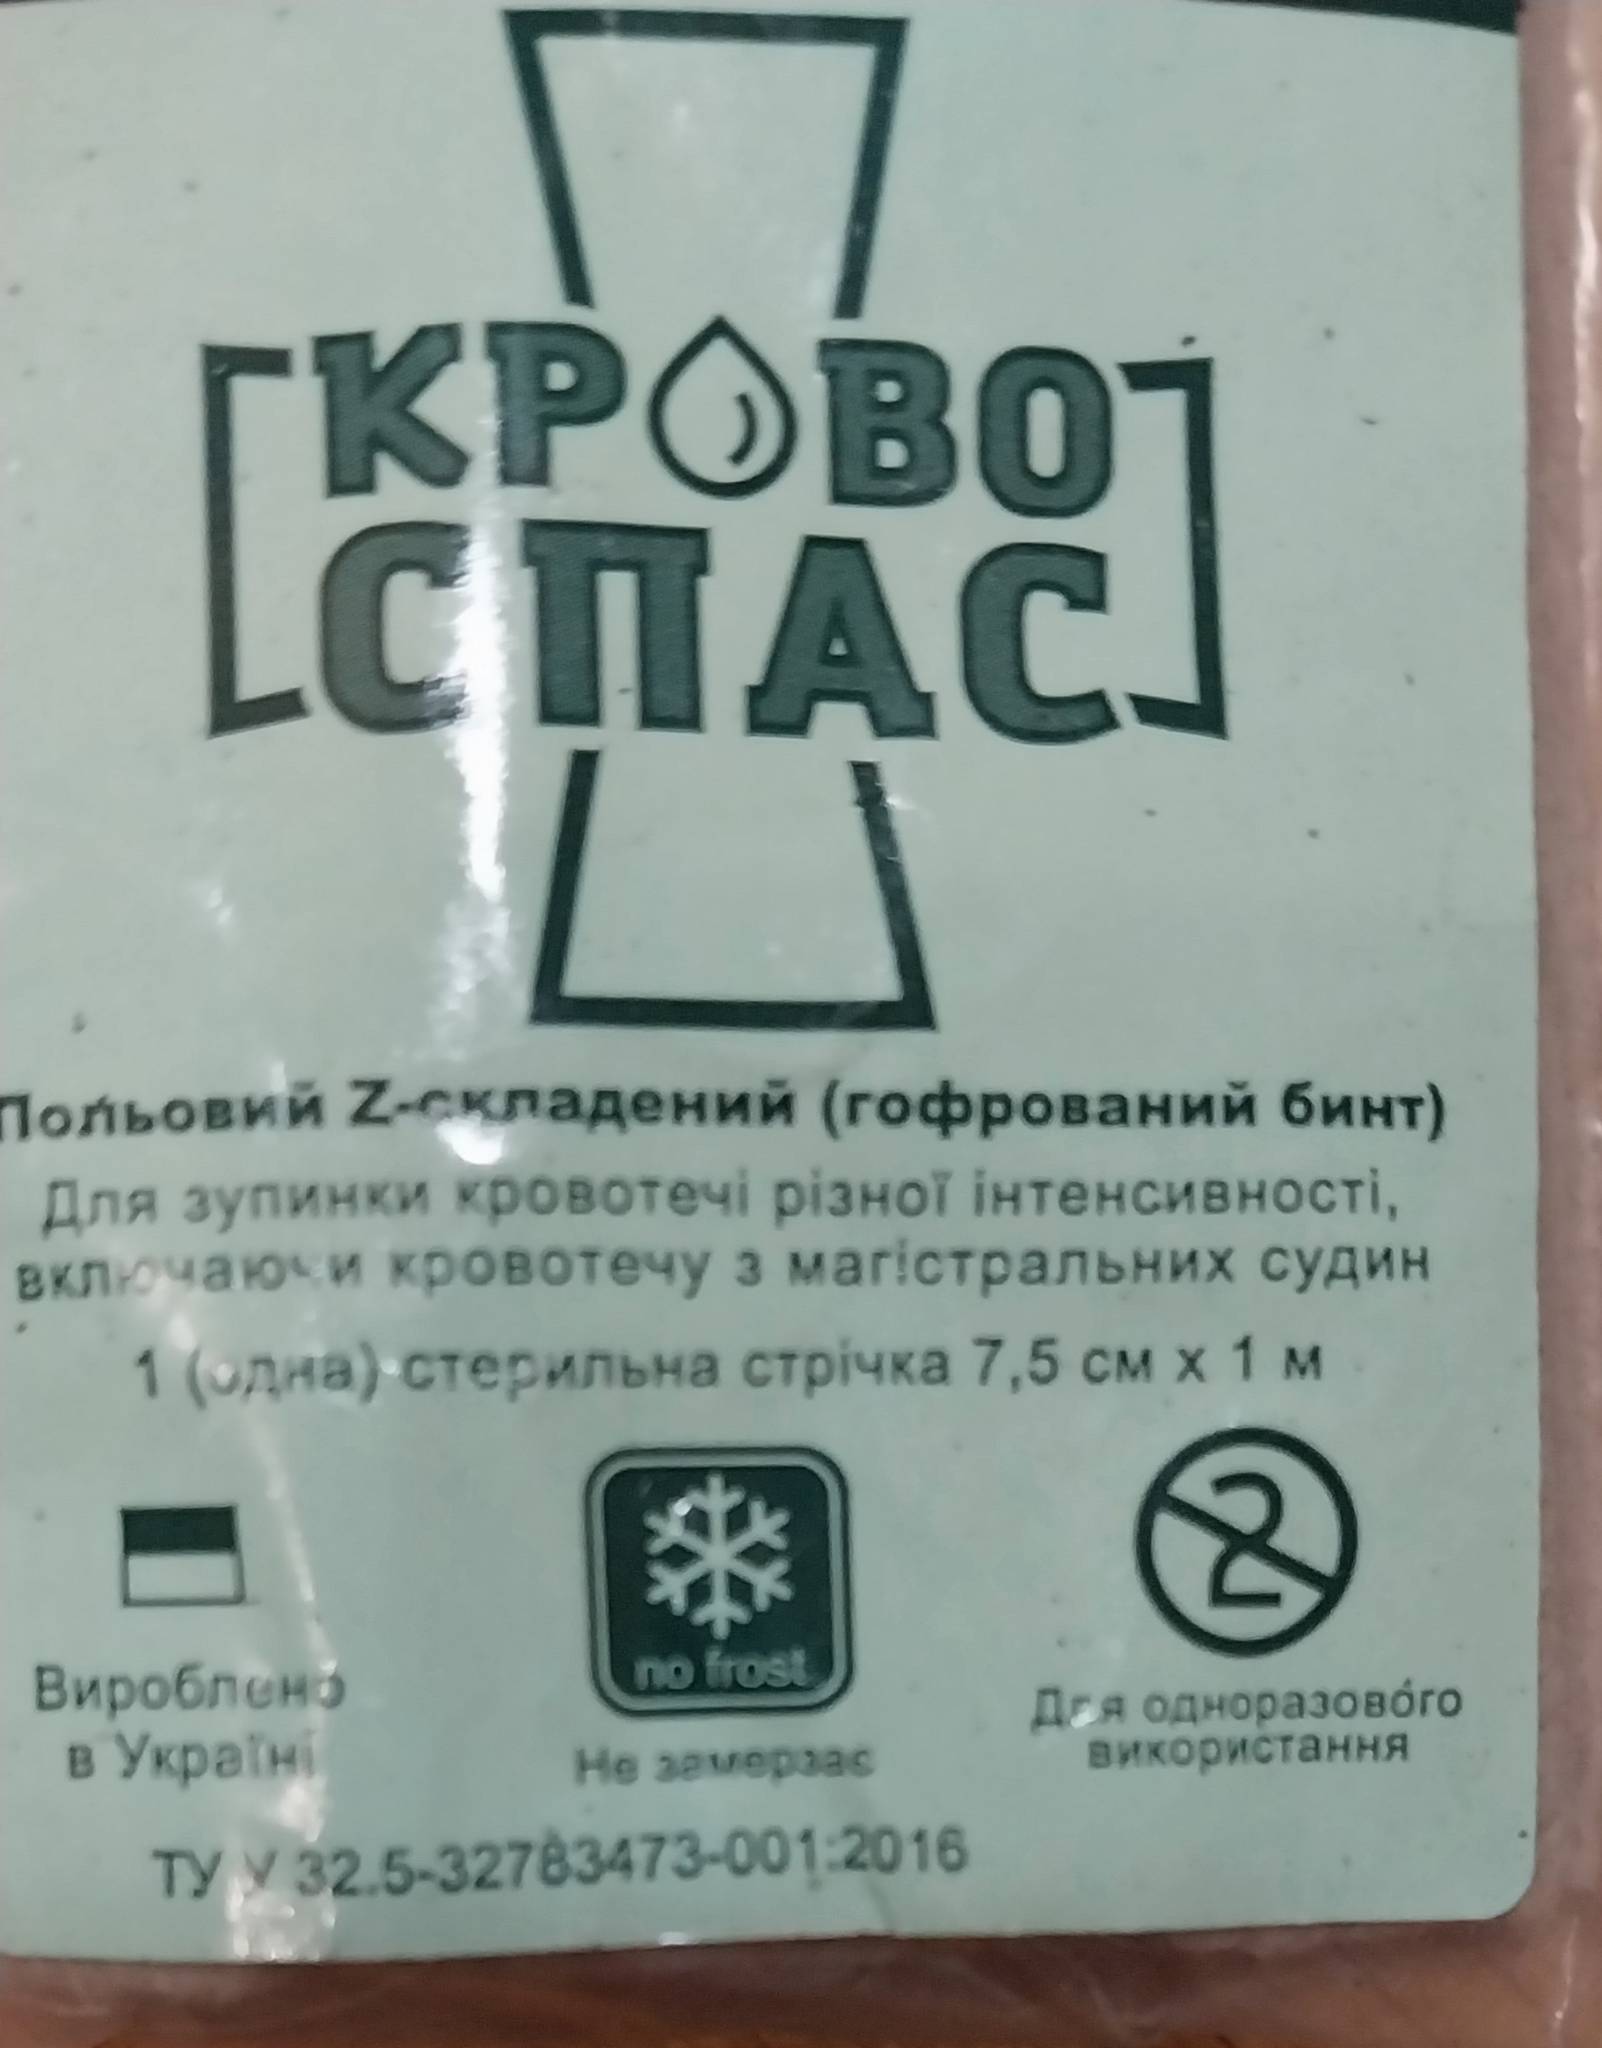 КРОВО
СПАС
Польовий Z-складений (гофрований бинт)
Для зупинки кровотечі різної інтенсивності,
включаючи кровотечу з магістральних судин
1 (одна) стерильна стрічка 7,5 см х 1 м
no frost
2
Вироблено
в Україні
Не замерзає
Для одноразового
використання
ТУ У 32.5-32783473-001:2016